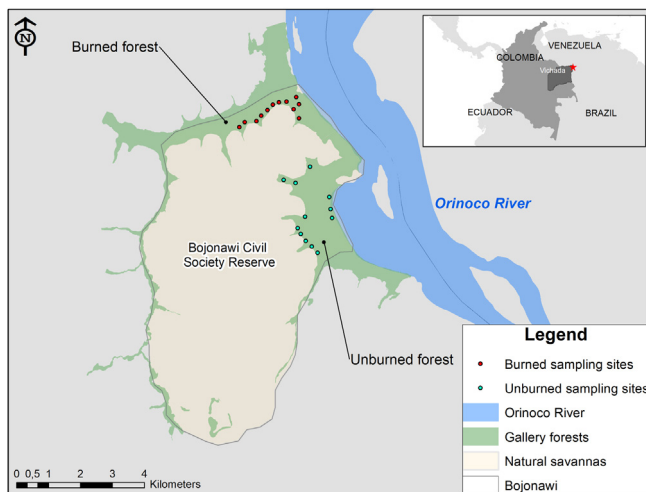 N
Burned forest
VENEZUELA
COLOMBIA
Vichada
ECUADOR
BRAZIL
Orinoco River
Bojonawi Civil
Society Reserve
Unburned forest
Legend
Burned sampling sites
Unburned sampling sites
Orinoco River
Gallery forests
Natural savannas
Bojonawi
0 0,5 1 2 3 4
Kilometers